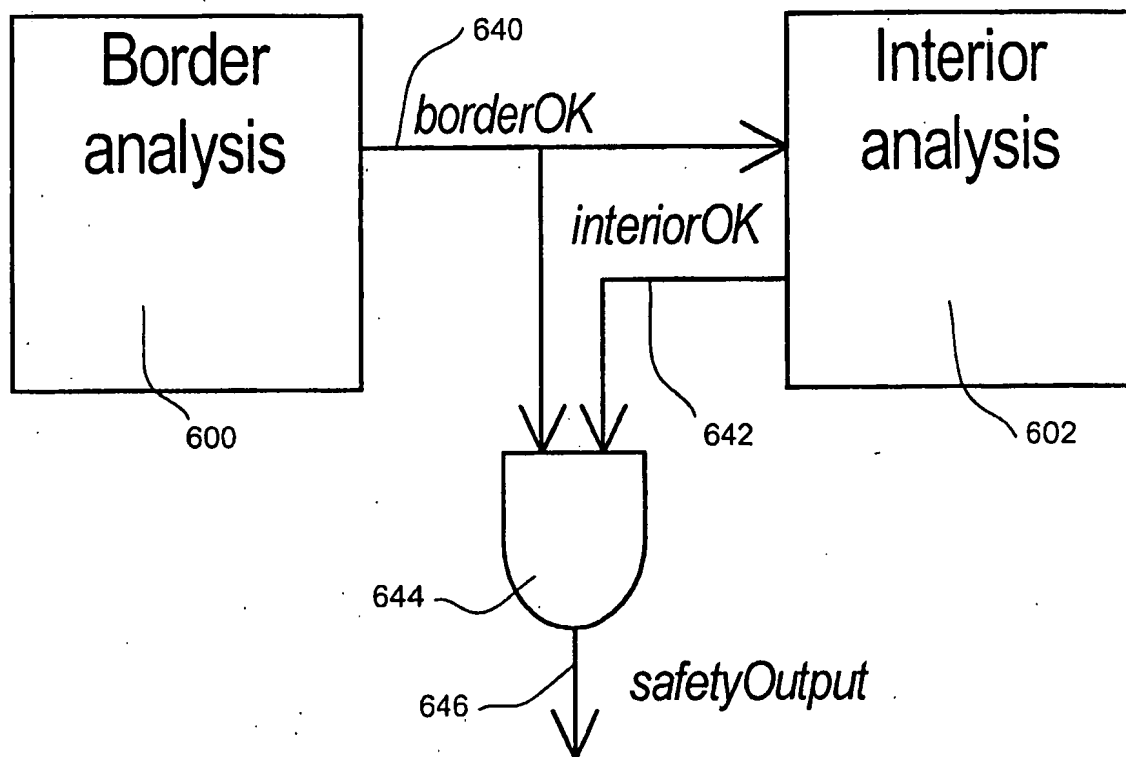 Border
analysis
640
borderOK
Interior
analysis
interiorOK
600
642
602
644
646
safetyOutput